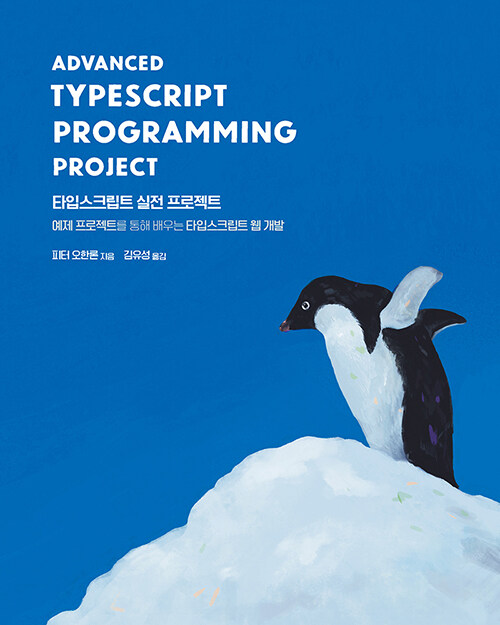 ADVANCED
TYPESCRIPT
PROGRAMMING
PROJECT
타입스크립트 실전 프로젝트
예제 프로젝트를 통해 배우는 타입스크립트 웹 개발
피터 오한론 지음 김유성 옮김